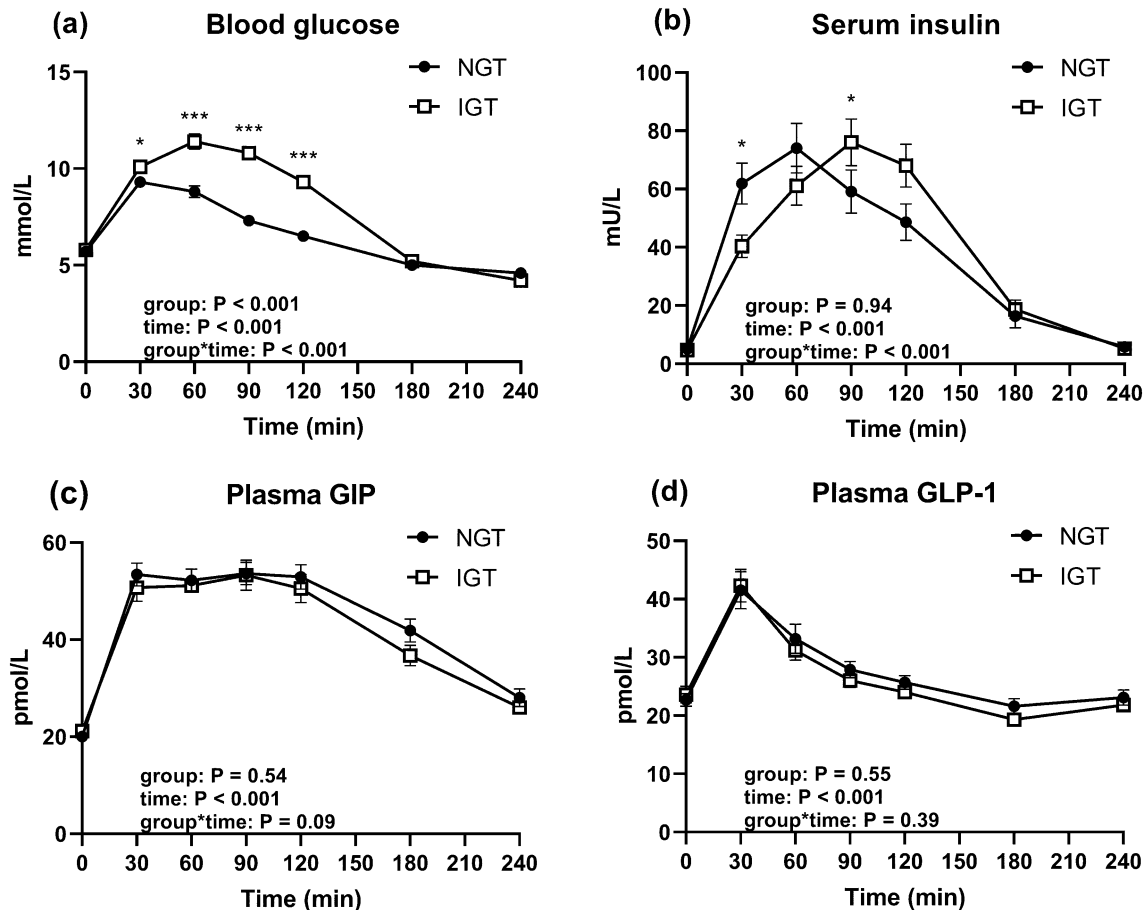 (a) Blood glucose
NGT
IGT
15
10
5
0
mmol/L
* *** *** ***
group: P < 0.001
time: P < 0.001
group*time: P < 0.001
0 30 60 90 120 150 180 210 240
Time (min)
(b) Serum insulin
NGT
IGT
100
80
60
40
20
0
mU/L
* *
group: P = 0.94
time: P < 0.001
group*time: P < 0.001
0 30 60 90 120 150 180 210 240
Time (min)
(c) Plasma GIP
NGT
IGT
60
40
20
0
pmol/L
group: P = 0.54
time: P < 0.001
group*time: P = 0.09
0 30 60 90 120 150 180 210 240
Time (min)
(d) Plasma GLP-1
NGT
IGT
50
40
30
20
10
0
pmol/L
group: P = 0.55
time: P < 0.001
group*time: P = 0.39
0 30 60 90 120 150 180 210 240
Time (min)